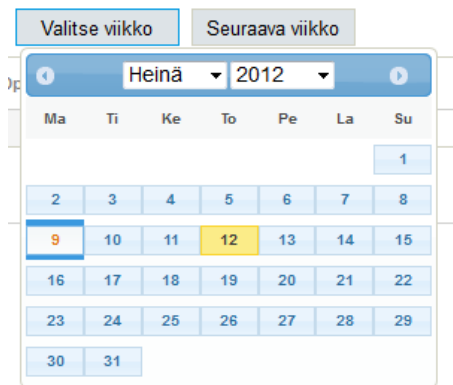 Valitse viikko Seuraava viikko
Heinä 2012
Ma Ti Ke To Pe La Su
1
2 3 4 5 6 7 8
9 10 11 12 13 14 15
16 17 18 19 20 21 22
23 24 25 26 27 28 29
30 31